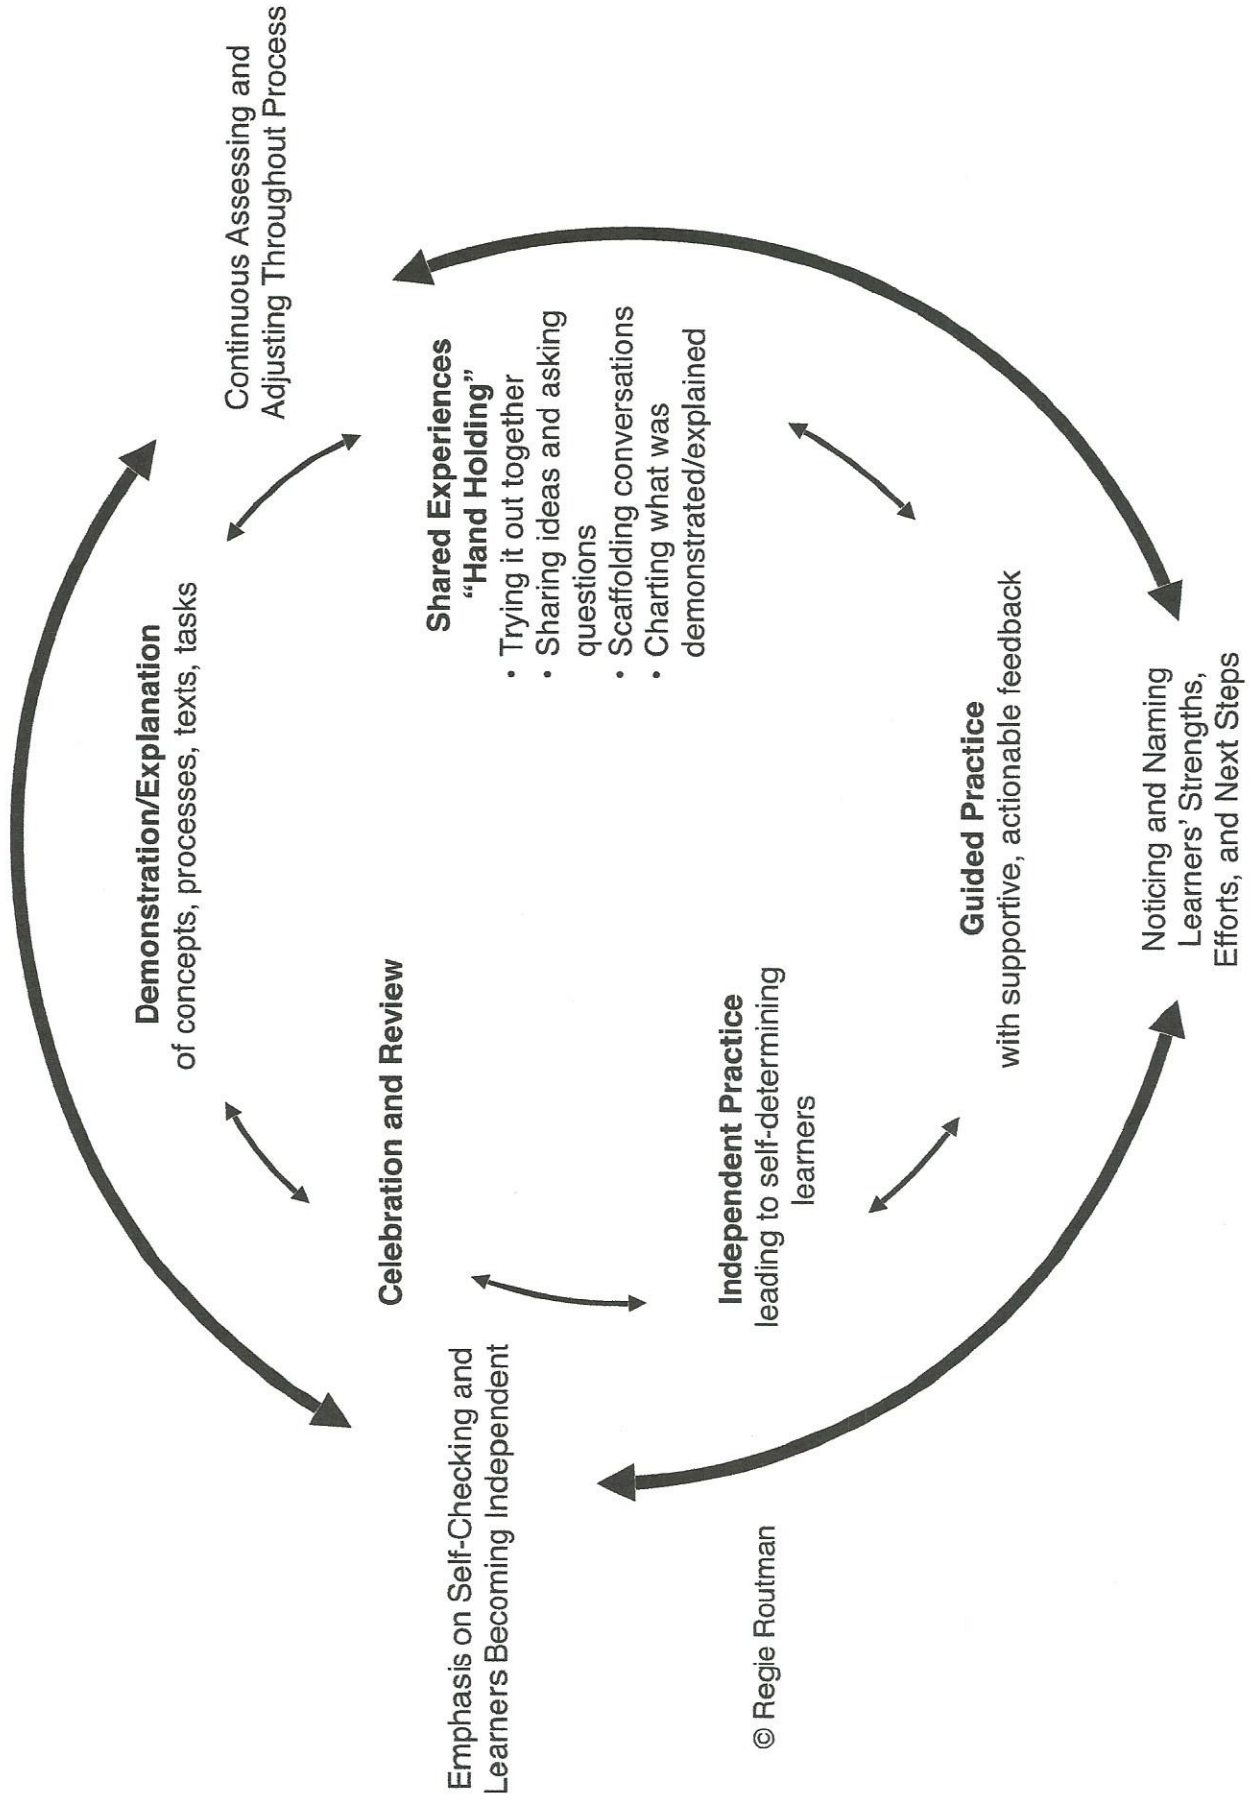 Continuous Assessing and
Adjusting Throughout Process
Demonstration/Explanation
of concepts, processes, texts, tasks
Shared Experiences
“Hand Holding”
• Trying it out together
• Sharing ideas and asking
questions
• Scaffolding conversations
• Charting what was
demonstrated/explained
Guided Practice
with supportive, actionable feedback
Noticing and Naming
Learners’ Strengths,
Efforts, and Next Steps
Independent Practice
leading to self-determining
learners
Celebration and Review
Emphasis on Self-Checking and
Learners Becoming Independent
© Regie Routman